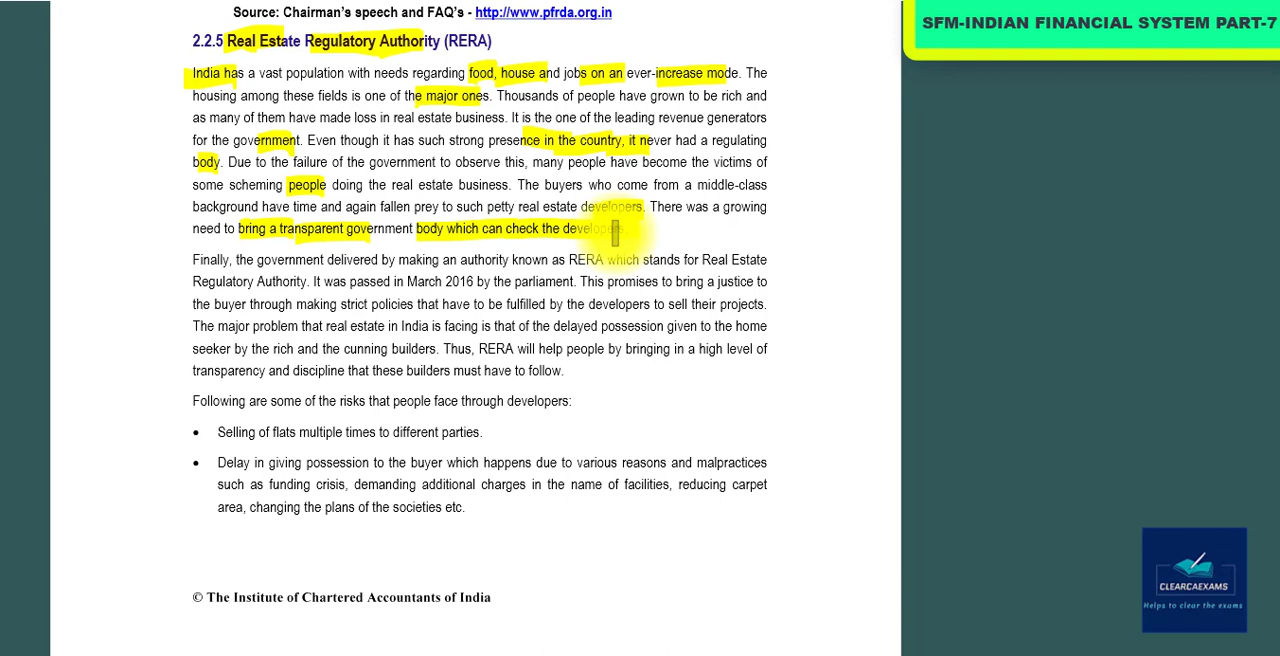 Source: Chairman's speech and FAQ's - http://www.pfrda.org.in
SFM-INDIAN FINANCIAL SYSTEM PART-7
2.2.5 Real Estate Regulatory Authority (RERA)
India has a vast population with needs regarding food, house and jobs on an ever-increase mode. The
housing among these fields is one of the major ones. Thousands of people have grown to be rich and
as many of them have made loss in real estate business. It is the one of the leading revenue generators
for the government. Even though it has such strong presence in the country, it never had a regulating
body. Due to the failure of the government to observe this, many people have become the victims of
some scheming people doing the real estate business. The buyers who come from a middle-class
background have time and again fallen prey to such petty real estate developers. There was a growing
need to bring a transparent government body which can check the developers.
Finally, the government delivered by making an authority known as RERA which stands for Real Estate
Regulatory Authority. It was passed in March 2016 by the parliament. This promises to bring a justice to
the buyer through making strict policies that have to be fulfilled by the developers to sell their projects.
The major problem that real estate in India is facing is that of the delayed possession given to the home
seeker by the rich and the cunning builders. Thus, RERA will help people by bringing in a high level of
transparency and discipline that these builders must have to follow.
Following are some of the risks that people face through developers:
• Selling of flats multiple times to different parties.
• Delay in giving possession to the buyer which happens due to various reasons and malpractices
such as funding crisis, demanding additional charges in the name of facilities, reducing carpet
area, changing the plans of the societies etc.
© The Institute of Chartered Accountants of India
CLEARCAEXAMS
Helps to clear the exams